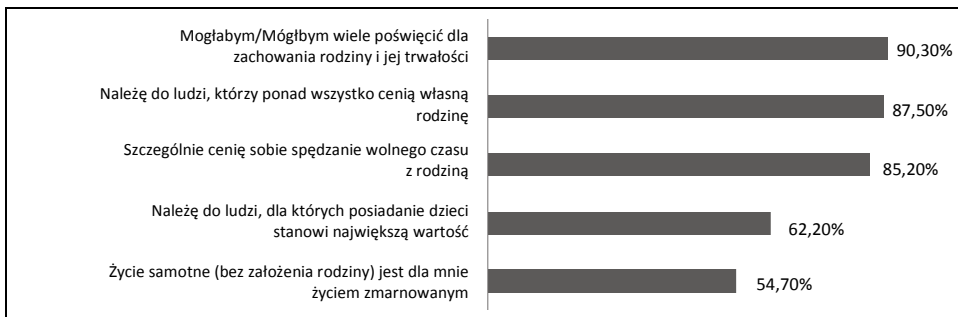 Mogłabym/Mógłbym wiele poświęcić dla
zachowania rodziny i jej trwałości
90,30%
Należę do ludzi, którzy ponad wszystko cenią własną
rodzinę
87,50%
Szczególnie cenię sobie spędzanie wolnego czasu
z rodziną
85,20%
Należę do ludzi, dla których posiadanie dzieci
stanowi największą wartość
62,20%
Życie samotne (bez założenia rodziny) jest dla mnie
życiem zmarnowanym
54,70%